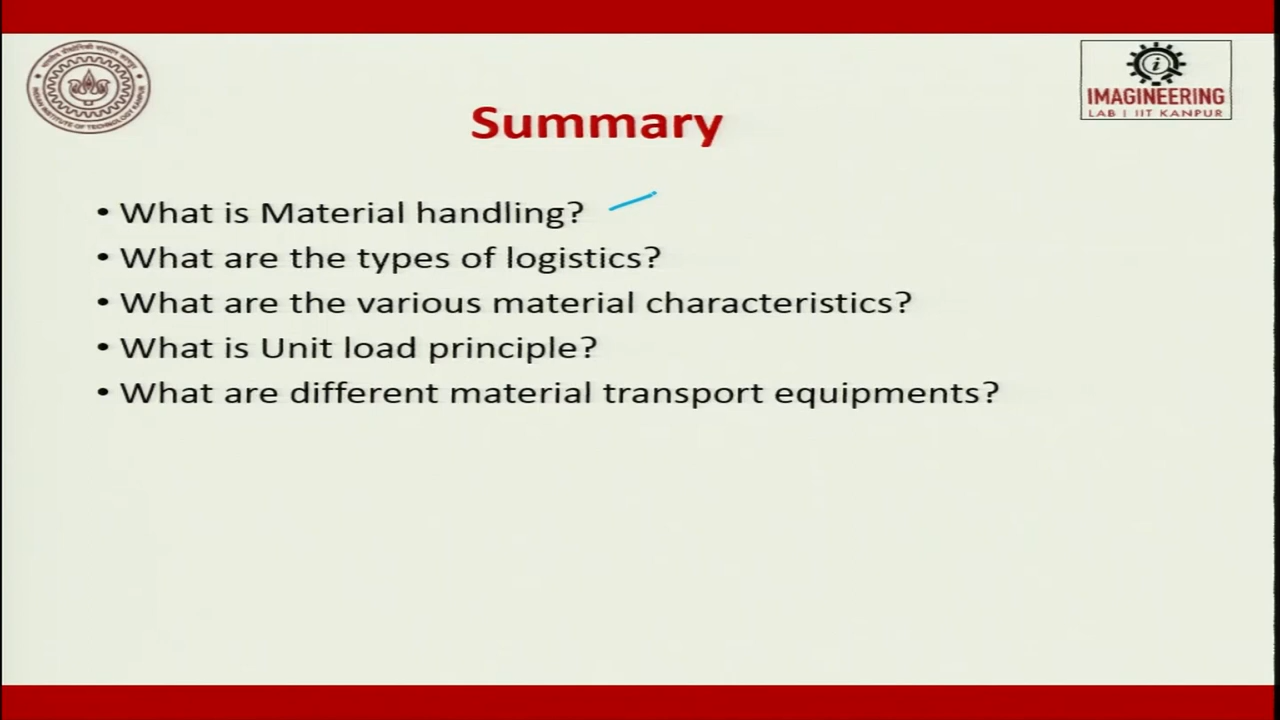 IMAGINEERING
LAB | IIT KANPUR
Summary
• What is Material handling?
• What are the types of logistics?
• What are the various material characteristics?
• What is Unit load principle?
• What are different material transport equipments?